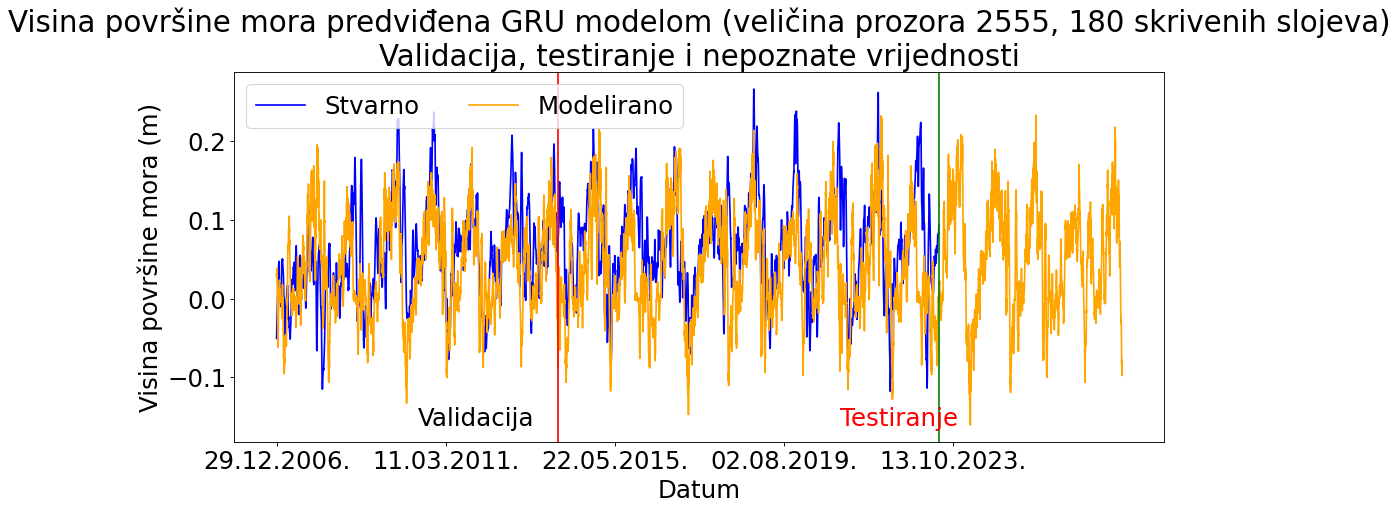 Visina površine mora predviđena GRU modelom (veličina prozora 2555, 180 skrivenih slojeva)
Validacija, testiranje i nepoznate vrijednosti
Stvarno
Modelirano
Visina površine mora (m)
0.2
0.1
0.0
−0.1
Validacija
Testiranje
29.12.2006.
11.03.2011.
22.05.2015.
02.08.2019.
13.10.2023.
Datum